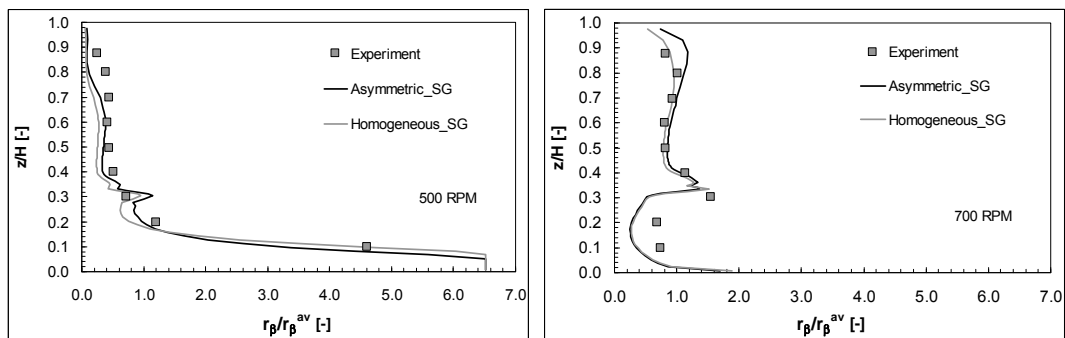 1.0
0.9
0.8
0.7
0.6
0.5
0.4
0.3
0.2
0.1
0.0
z/H [-]
Experiment
Asymmetric_SG
Homogeneous_SG
500 RPM
0.0 1.0 2.0 3.0 4.0 5.0 6.0 7.0
rβ/rβ^av [-]
1.0
0.9
0.8
0.7
0.6
0.5
0.4
0.3
0.2
0.1
0.0
z/H [-]
Experiment
Asymmetric_SG
Homogeneous_SG
700 RPM
0.0 1.0 2.0 3.0 4.0 5.0 6.0 7.0
rβ/rβ^av [-]